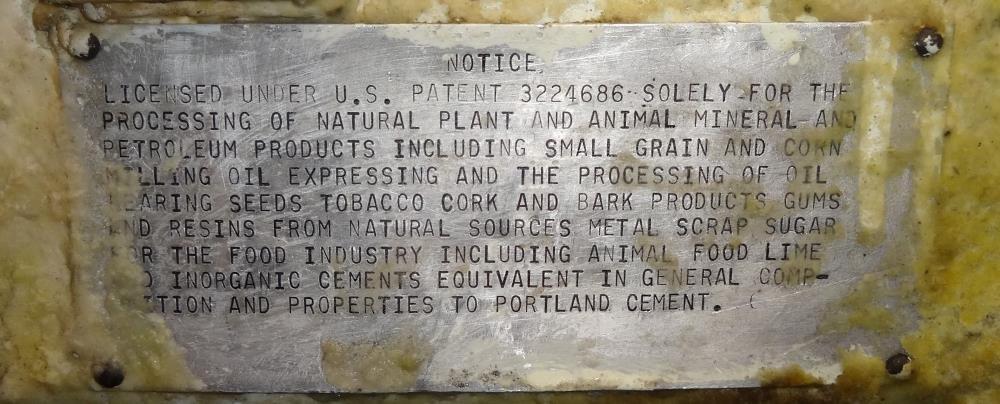 NOTICE
LICENSED UNDER U.S. PATENT 3224686 SOLELY FOR THE
PROCESSING OF NATURAL PLANT AND ANIMAL MINERAL AND
PETROLEUM PRODUCTS INCLUDING SMALL GRAIN AND CORN
MILLING OIL EXPRESSING AND THE PROCESSING OF OIL
BEARING SEEDS TOBACCO CORK AND BARK PRODUCTS GUMS
AND RESINS FROM NATURAL SOURCES METAL SCRAP SUGAR
FOR THE FOOD INDUSTRY INCLUDING ANIMAL FOOD LIME
INORGANIC CEMENTS EQUIVALENT IN GENERAL COMP-
ITION AND PROPERTIES TO PORTLAND CEMENT.